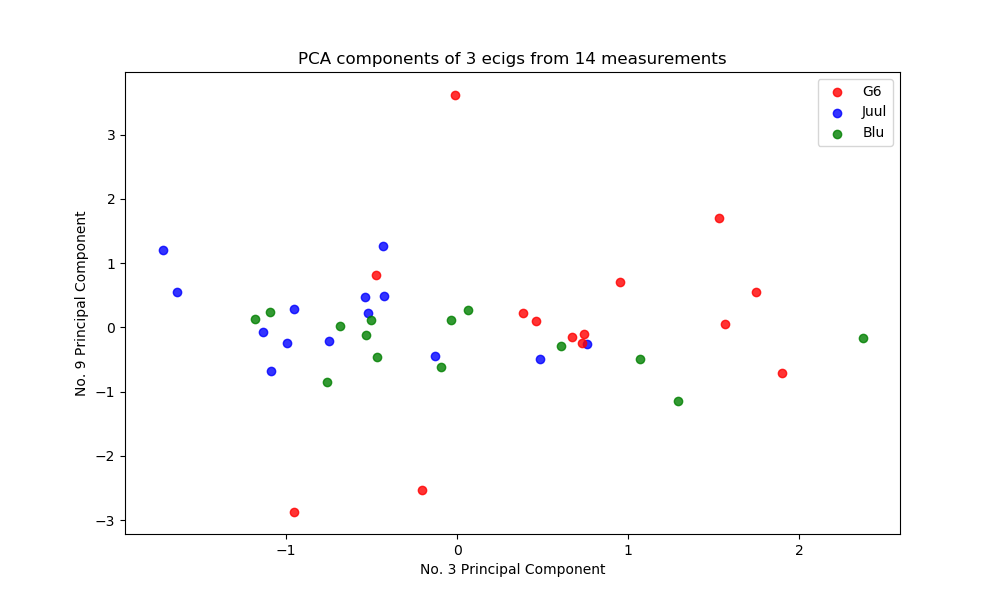 PCA components of 3 ecigs from 14 measurements
G6
Juul
Blu
3
2
1
0
−1
−2
−3
No. 9 Principal Component
−1
0
1
2
No. 3 Principal Component